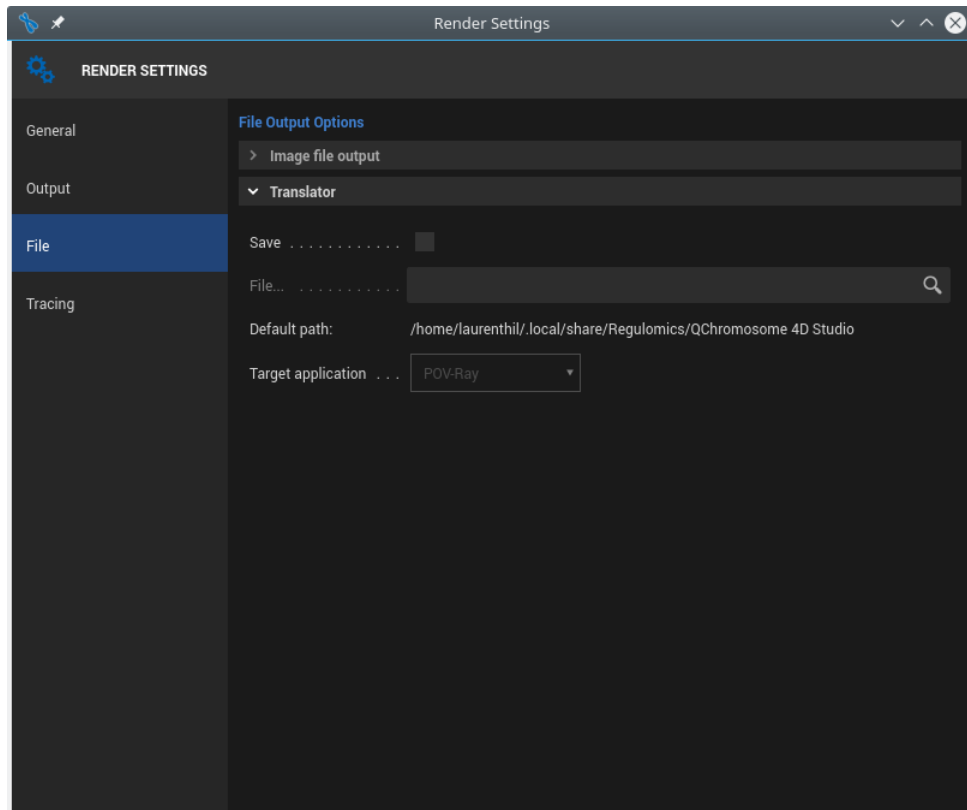 Render Settings
RENDER SETTINGS
General
Output
File
Tracing
File Output Options
Image file output
Translator
Save . . . . . . . . . . . .
File... . . . . . . . . . . .
Default path: /home/laurenthil/.local/share/Regulomics/QChromosome 4D Studio
Target application . . . POV-Ray